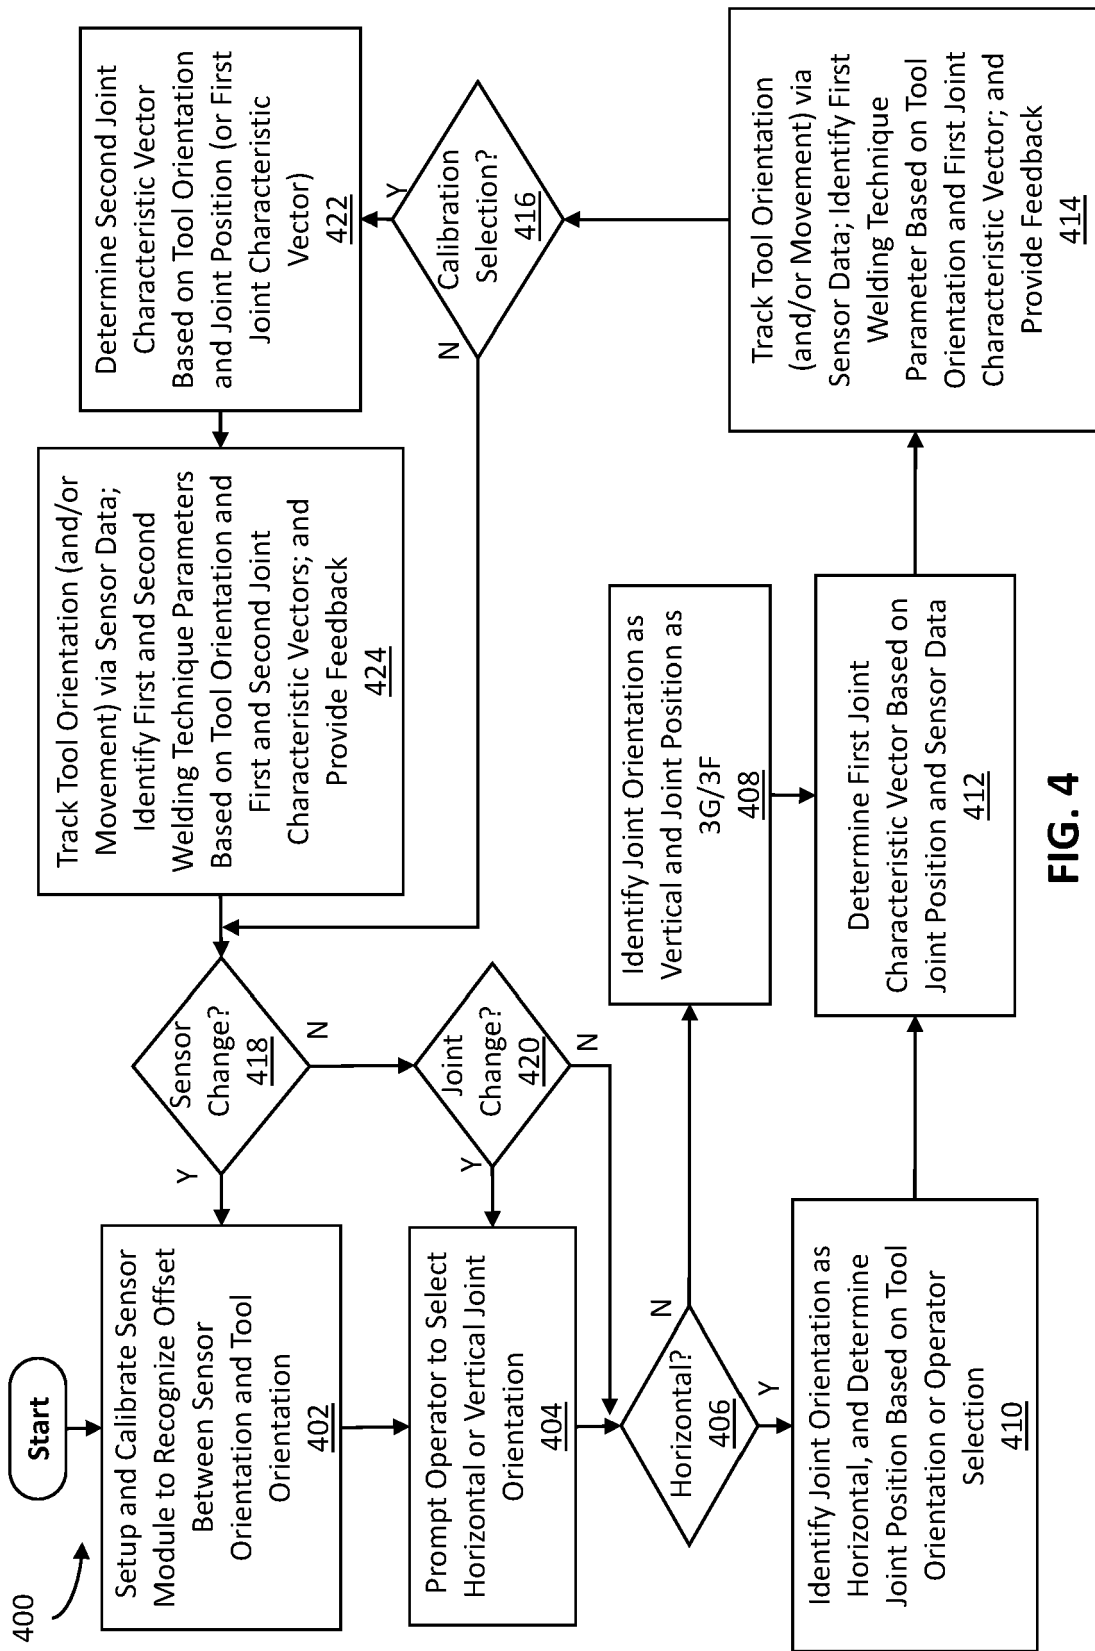 400
Start
Setup and Calibrate Sensor
Module to Recognize Offset
Between Sensor
Orientation and Tool
Orientation
402
Prompt Operator to Select
Horizontal or Vertical Joint
Orientation
404
Horizontal?
406
Y
N
Identify Joint Orientation as
Horizontal, and Determine
Joint Position Based on Tool
Orientation or Operator
Selection
410
Identify Joint Orientation as
Vertical and Joint Position as
3G/3F
408
Determine First Joint
Characteristic Vector Based on
Joint Position and Sensor Data
412
Track Tool Orientation
(and/or Movement) via
Sensor Data; Identify First
Welding Technique
Parameter Based on Tool
Orientation and First Joint
Characteristic Vector; and
Provide Feedback
414
Calibration
Selection?
416
Y
N
Determine Second Joint
Characteristic Vector
Based on Tool Orientation
and Joint Position (or First
Joint Characteristic
Vector)
422
Track Tool Orientation (and/or
Movement) via Sensor Data;
Identify First and Second
Welding Technique Parameters
Based on Tool Orientation and
First and Second Joint
Characteristic Vectors; and
Provide Feedback
424
Sensor
Change?
418
Y
N
Joint
Change?
420
Y
N
FIG. 4